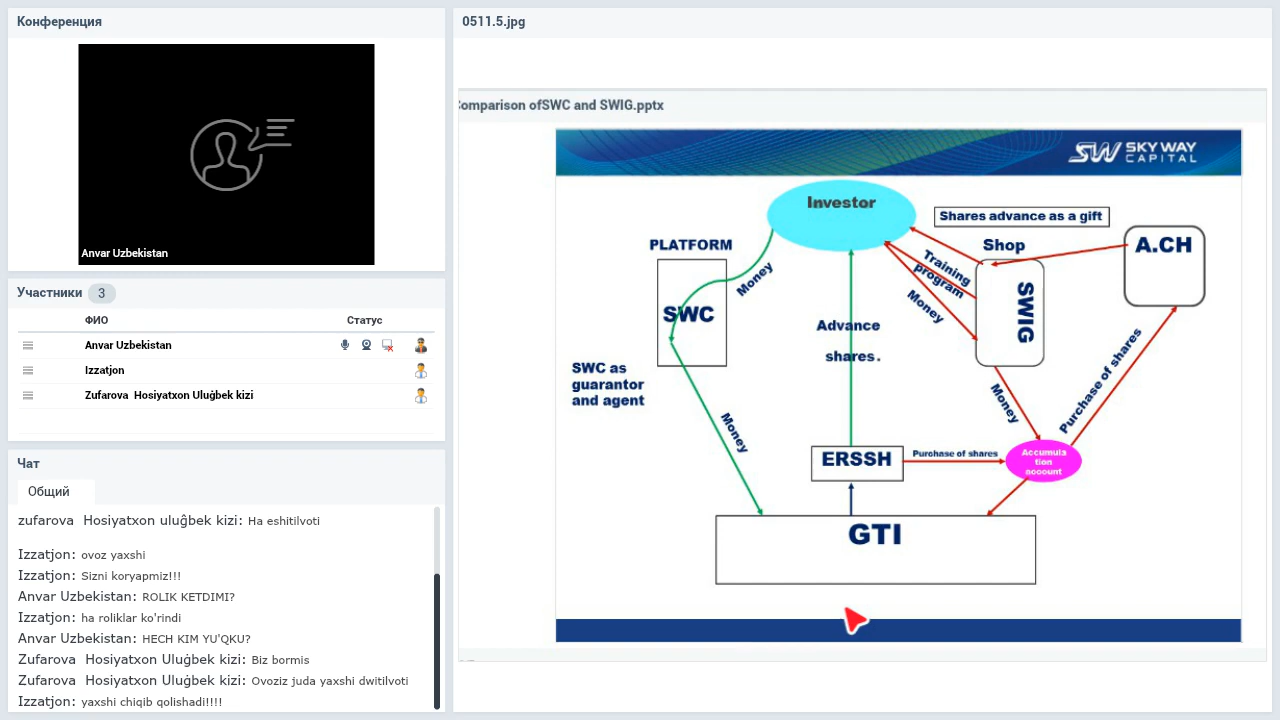 Конференция
Anvar Uzbekistan
Участники 3
ФИО Статус
Anvar Uzbekistan
Izzatjon
Zufarova Hosiyatxon Uluġbek kizi
Чат
Общий
zufarova Hosiyatxon uluĝbek kizi: Ha eshitilvoti
Izzatjon: ovoz yaxshi
Izzatjon: Sizni koryapmiz!!!
Anvar Uzbekistan: ROLIK KETDIMI?
Izzatjon: ha roliklar ko'rindi
Anvar Uzbekistan: HECH KIM YU'QKU?
Zufarova Hosiyatxon Uluġbek kizi: Biz bormis
Zufarova Hosiyatxon Uluġbek kizi: Ovoziz juda yaxshi dwitilvoti
Izzatjon: yaxshi chiqib qolishadi!!!!
0511.5.jpg
Comparison ofSWC and SWIG.pptx
SW SKY WAY
CAPITAL
Investor
Shares advance as a gift
PLATFORM
Shop
A.CH
Money
Training
program
Money
SWC
SWIG
Advance
shares.
SWC as
guarantor
and agent
Money
Money
Purchase of shares
ERSSH
Purchase of shares
Accumula
tion
account
GTI